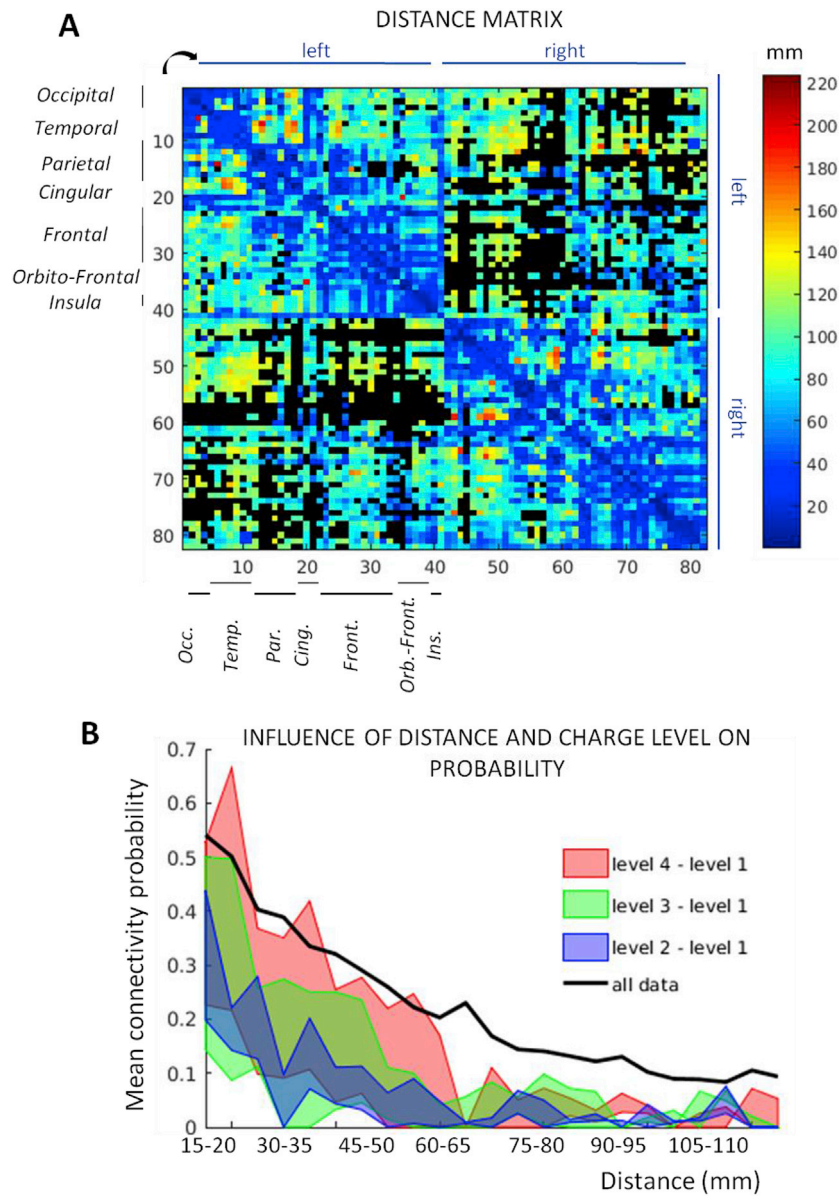 A
DISTANCE MATRIX
left right
mm
Occipital
Temporal
Parietal
Cingular
Frontal
Orbito-Frontal
Insula
10
20
30
40
50
60
70
80
left
right
220
200
180
160
140
120
100
80
60
40
20
10 20 30 40 50 60 70 80
Occ. Temp. Par. Cing. Front. Orb.-Front. Ins.
B
INFLUENCE OF DISTANCE AND CHARGE LEVEL ON
PROBABILITY
Mean connectivity probability
0.7
0.6
0.5
0.4
0.3
0.2
0.1
0
level 4 - level 1
level 3 - level 1
level 2 - level 1
all data
15-20 30-35 45-50 60-65 75-80 90-95 105-110
Distance (mm)